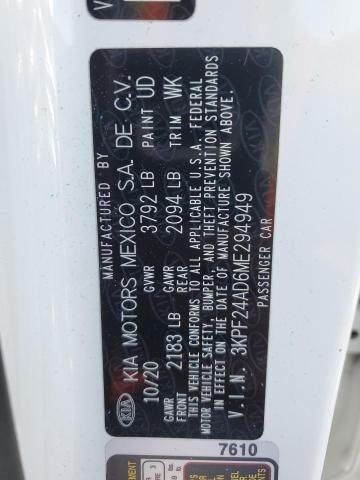 MANUFACTURED BY
KIA KIA MOTORS MEXICO S.A. DE C.V.
10/20 GVWR 3792 LB PAINT UD
GAWR FRONT 2183 LB GAWR REAR 2094 LB TRIM WK
THIS VEHICLE CONFORMS TO ALL APPLICABLE U.S.A. FEDERAL
MOTOR VEHICLE SAFETY, BUMPER, AND THEFT PREVENTION STANDARDS
IN EFFECT ON THE DATE OF MANUFACTURE SHOWN ABOVE.
V.I.N. 3KPF24AD6ME294949
PASSENGER CAR
7610